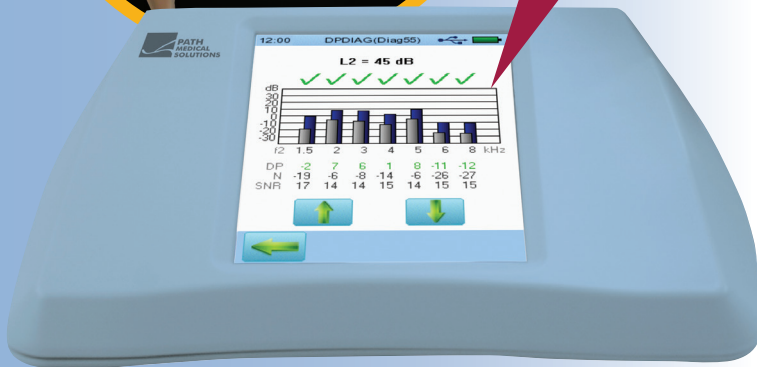 PATH
MEDICAL
SOLUTIONS
12:00 DPDIAG(Diag55)
L2 = 45 dB
dB
30
20
10
0
-10
-20
-30
f2 1.5 2 3 4 5 6 8 kHz
DP -2 7 6 1 8 -11 -12
N -19 -6 -8 -14 -6 -26 -27
SNR 17 14 14 15 14 15 15